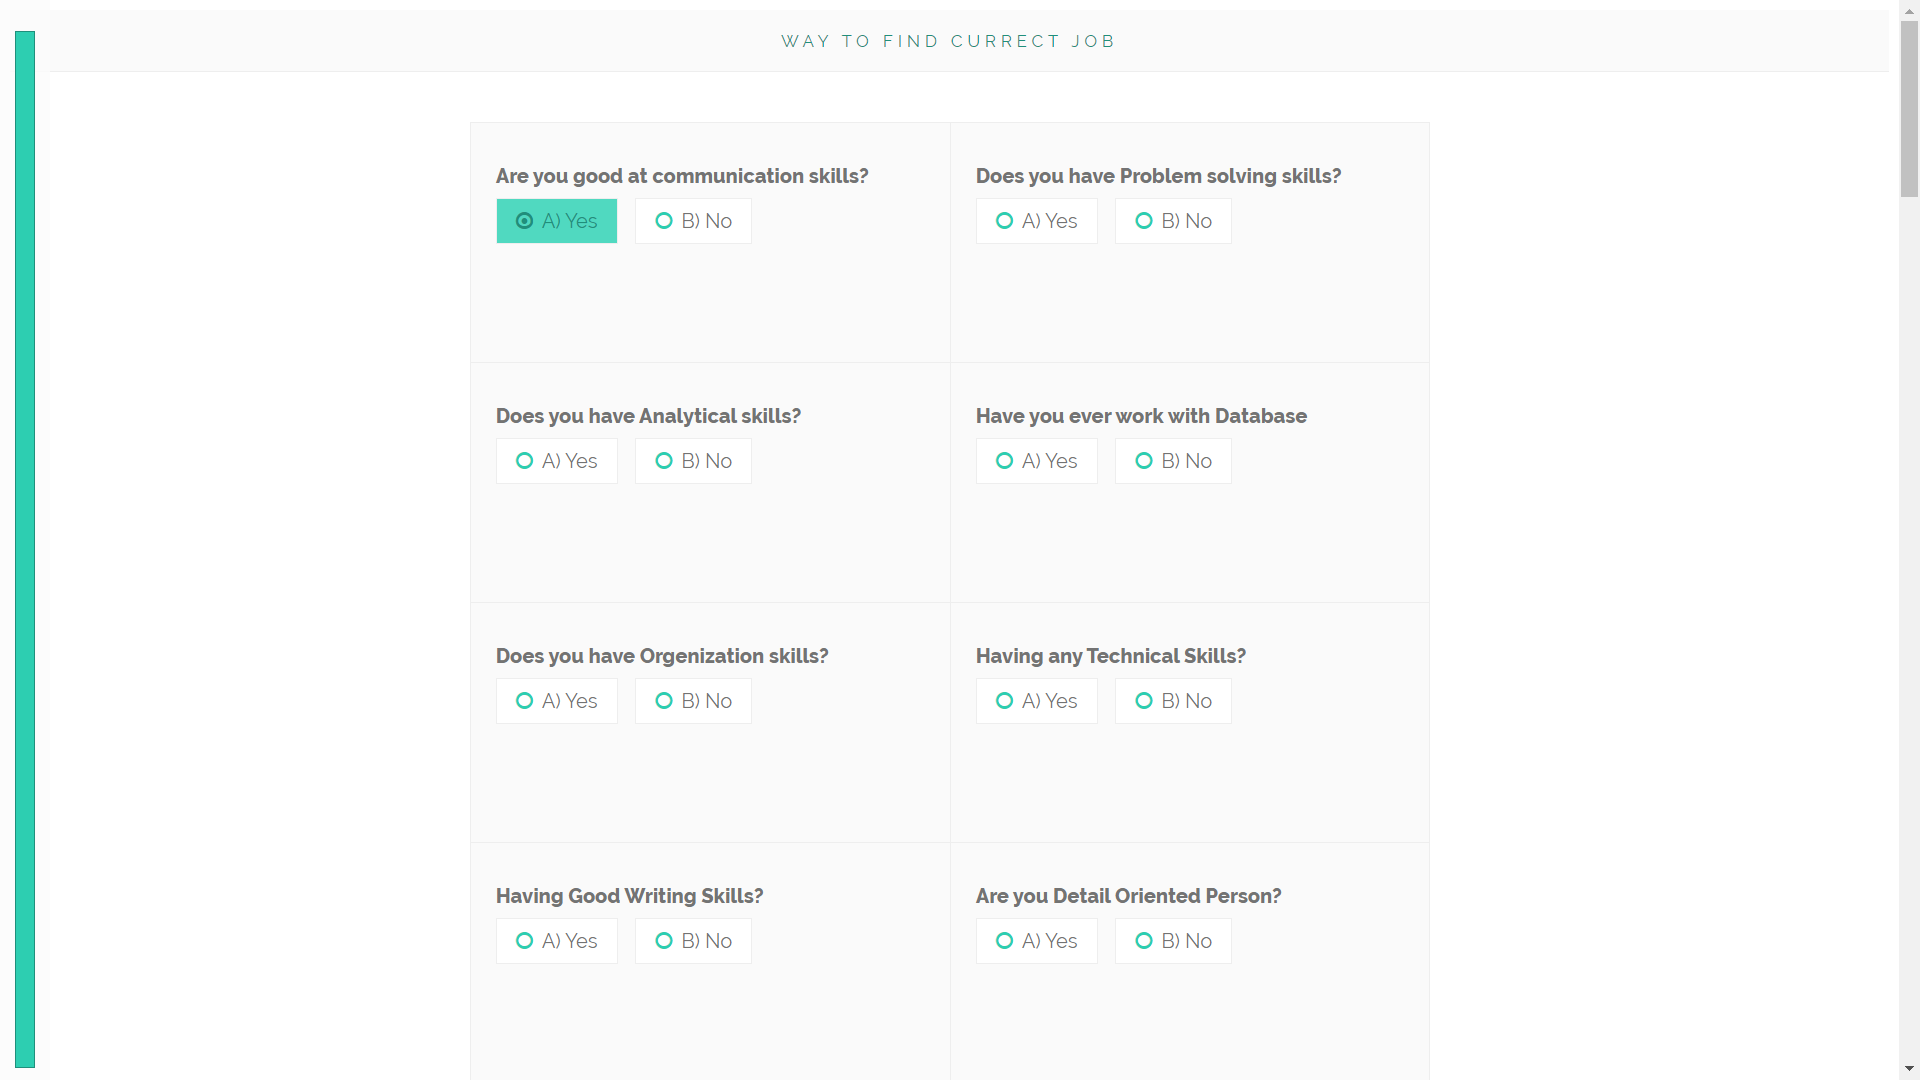 WAY TO FIND CURRECT JOB
Are you good at communication skills?
A) Yes B) No
Does you have Problem solving skills?
A) Yes B) No
Does you have Analytical skills?
A) Yes B) No
Have you ever work with Database
A) Yes B) No
Does you have Orgenization skills?
A) Yes B) No
Having any Technical Skills?
A) Yes B) No
Having Good Writing Skills?
A) Yes B) No
Are you Detail Oriented Person?
A) Yes B) No